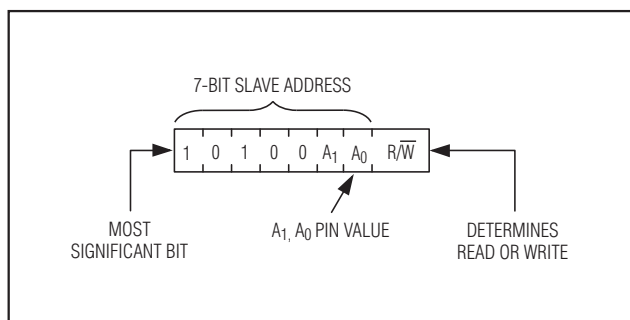 7-BIT SLAVE ADDRESS
1 0 1 0 0 A1 A0 R/W̅
MOST
SIGNIFICANT BIT
A1, A0 PIN VALUE
DETERMINES
READ OR WRITE